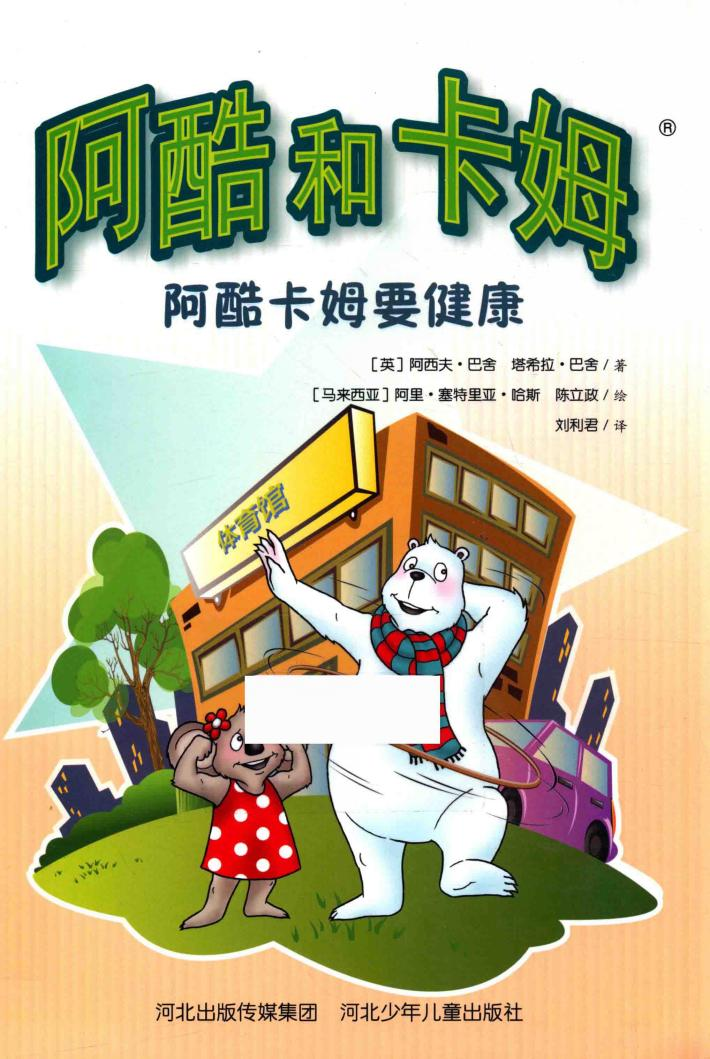 阿酷和卡姆®
阿酷卡姆要健康
［英］阿西夫·巴舍 塔希拉·巴舍/著
［马来西亚］阿里·塞特里亚·哈斯 陈立政/绘
刘利君/译
体育馆
河北出版传媒集团 河北少年儿童出版社